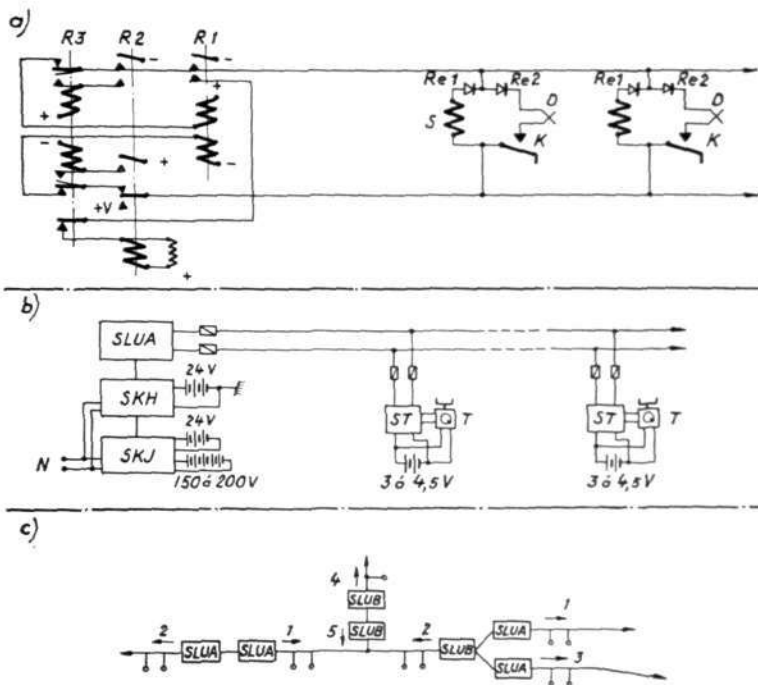 a)
R3 R2 R1
- -
Re1 Re2 Re1 Re2
+
+ S D D
K K
- + -
+V
+
b)
SLUA
24V
SKH
ST T ST T
24V
N SKJ
150 ó 200V 3 ó 4,5V 3 ó 4,5V
c)
4
SLUB
1
2 1 5 SLUB 2 SLUA
SLUA SLUA SLUB
3
SLUA